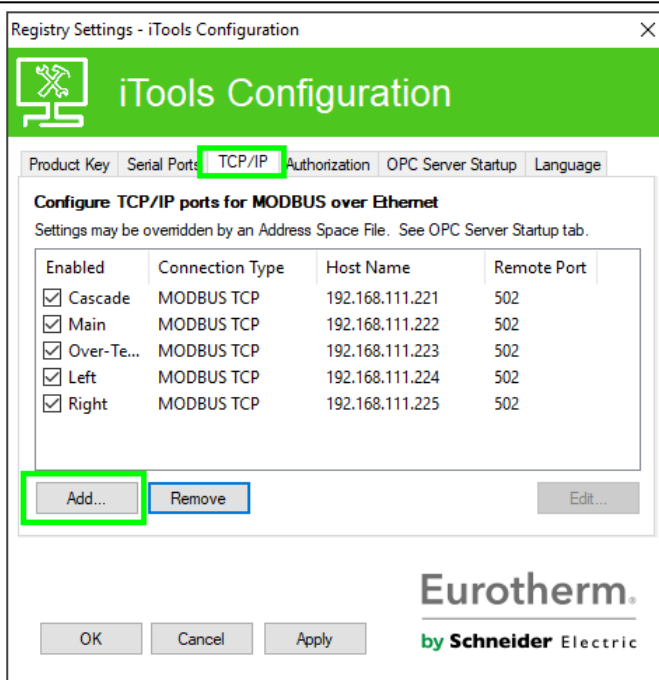 Registry Settings - iTools Configuration
iTools Configuration
Product Key Serial Ports TCP/IP Authorization OPC Server Startup Language
Configure TCP/IP ports for MODBUS over Ethernet
Settings may be overridden by an Address Space File. See OPC Server Startup tab.
Enabled Connection Type Host Name Remote Port
Cascade MODBUS TCP 192.168.111.221 502
Main MODBUS TCP 192.168.111.222 502
Over-Te... MODBUS TCP 192.168.111.223 502
Left MODBUS TCP 192.168.111.224 502
Right MODBUS TCP 192.168.111.225 502
Add... Remove Edit...
Eurotherm®
OK Cancel Apply by Schneider Electric